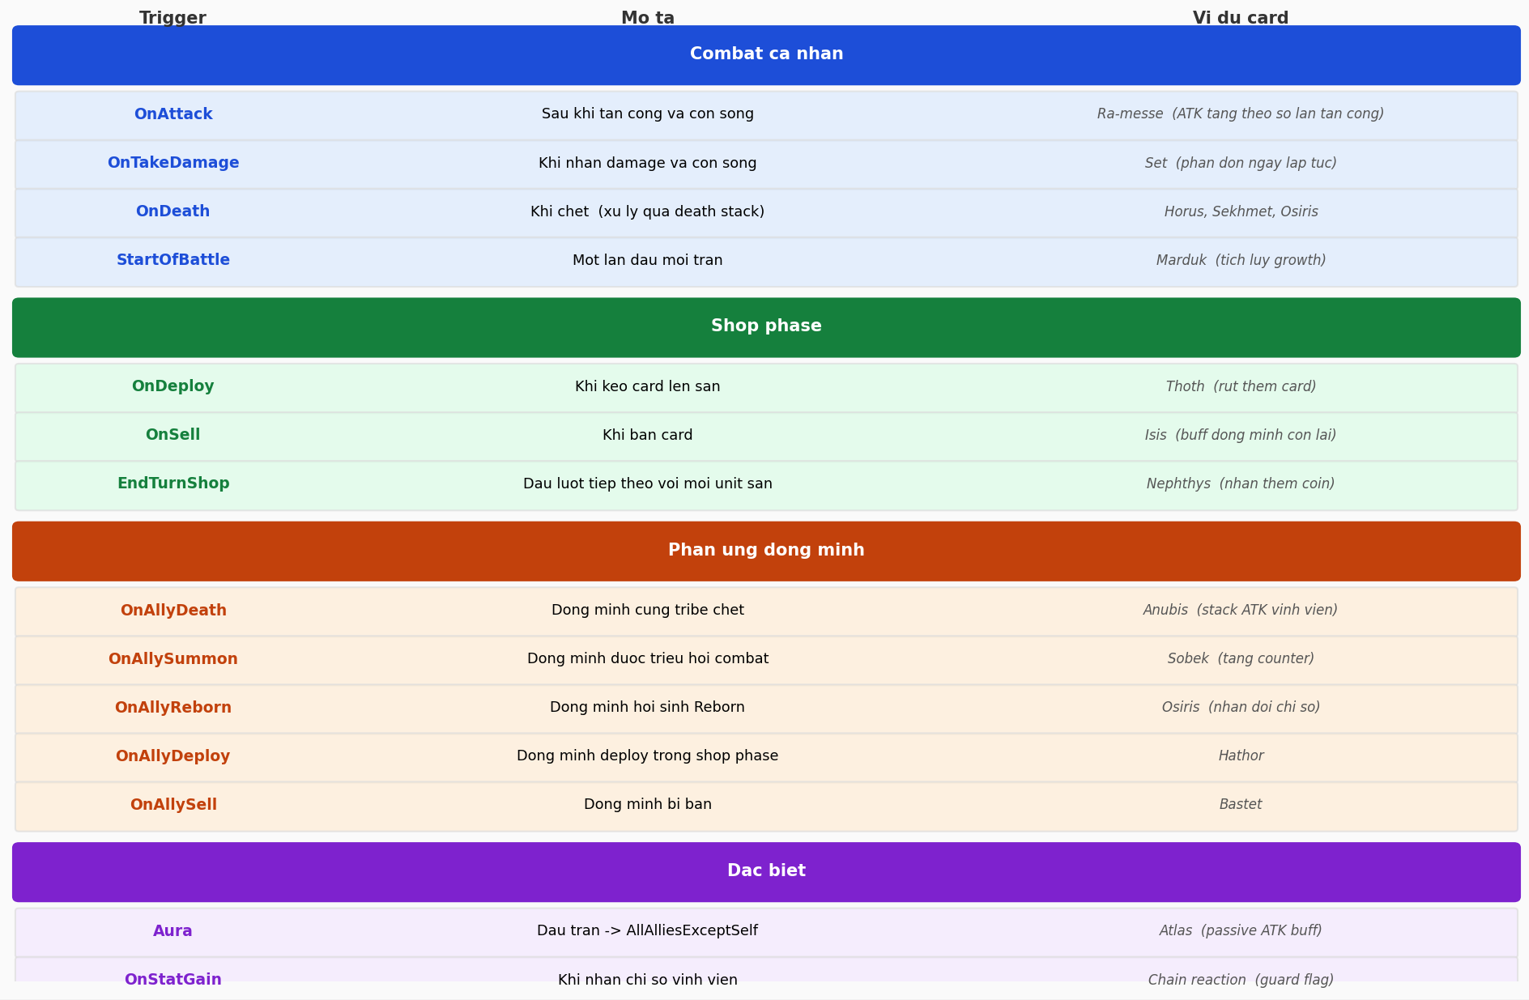 Trigger Mo ta Vi du card
Combat ca nhan
OnAttack Sau khi tan cong va con song Ra-messe (ATK tang theo so lan tan cong)
OnTakeDamage Khi nhan damage va con song Set (phan don ngay lap tuc)
OnDeath Khi chet (xu ly qua death stack) Horus, Sekhmet, Osiris
StartOfBattle Mot lan dau moi tran Marduk (tich luy growth)
Shop phase
OnDeploy Khi keo card len san Thoth (rut them card)
OnSell Khi ban card Isis (buff dong minh con lai)
EndTurnShop Dau luot tiep theo voi moi unit san Nephthys (nhan them coin)
Phan ung dong minh
OnAllyDeath Dong minh cung tribe chet Anubis (stack ATK vinh vien)
OnAllySummon Dong minh duoc trieu hoi combat Sobek (tang counter)
OnAllyReborn Dong minh hoi sinh Reborn Osiris (nhan doi chi so)
OnAllyDeploy Dong minh deploy trong shop phase Hathor
OnAllySell Dong minh bi ban Bastet
Dac biet
Aura Dau tran -> AllAlliesExceptSelf Atlas (passive ATK buff)
OnStatGain Khi nhan chi so vinh vien Chain reaction (guard flag)